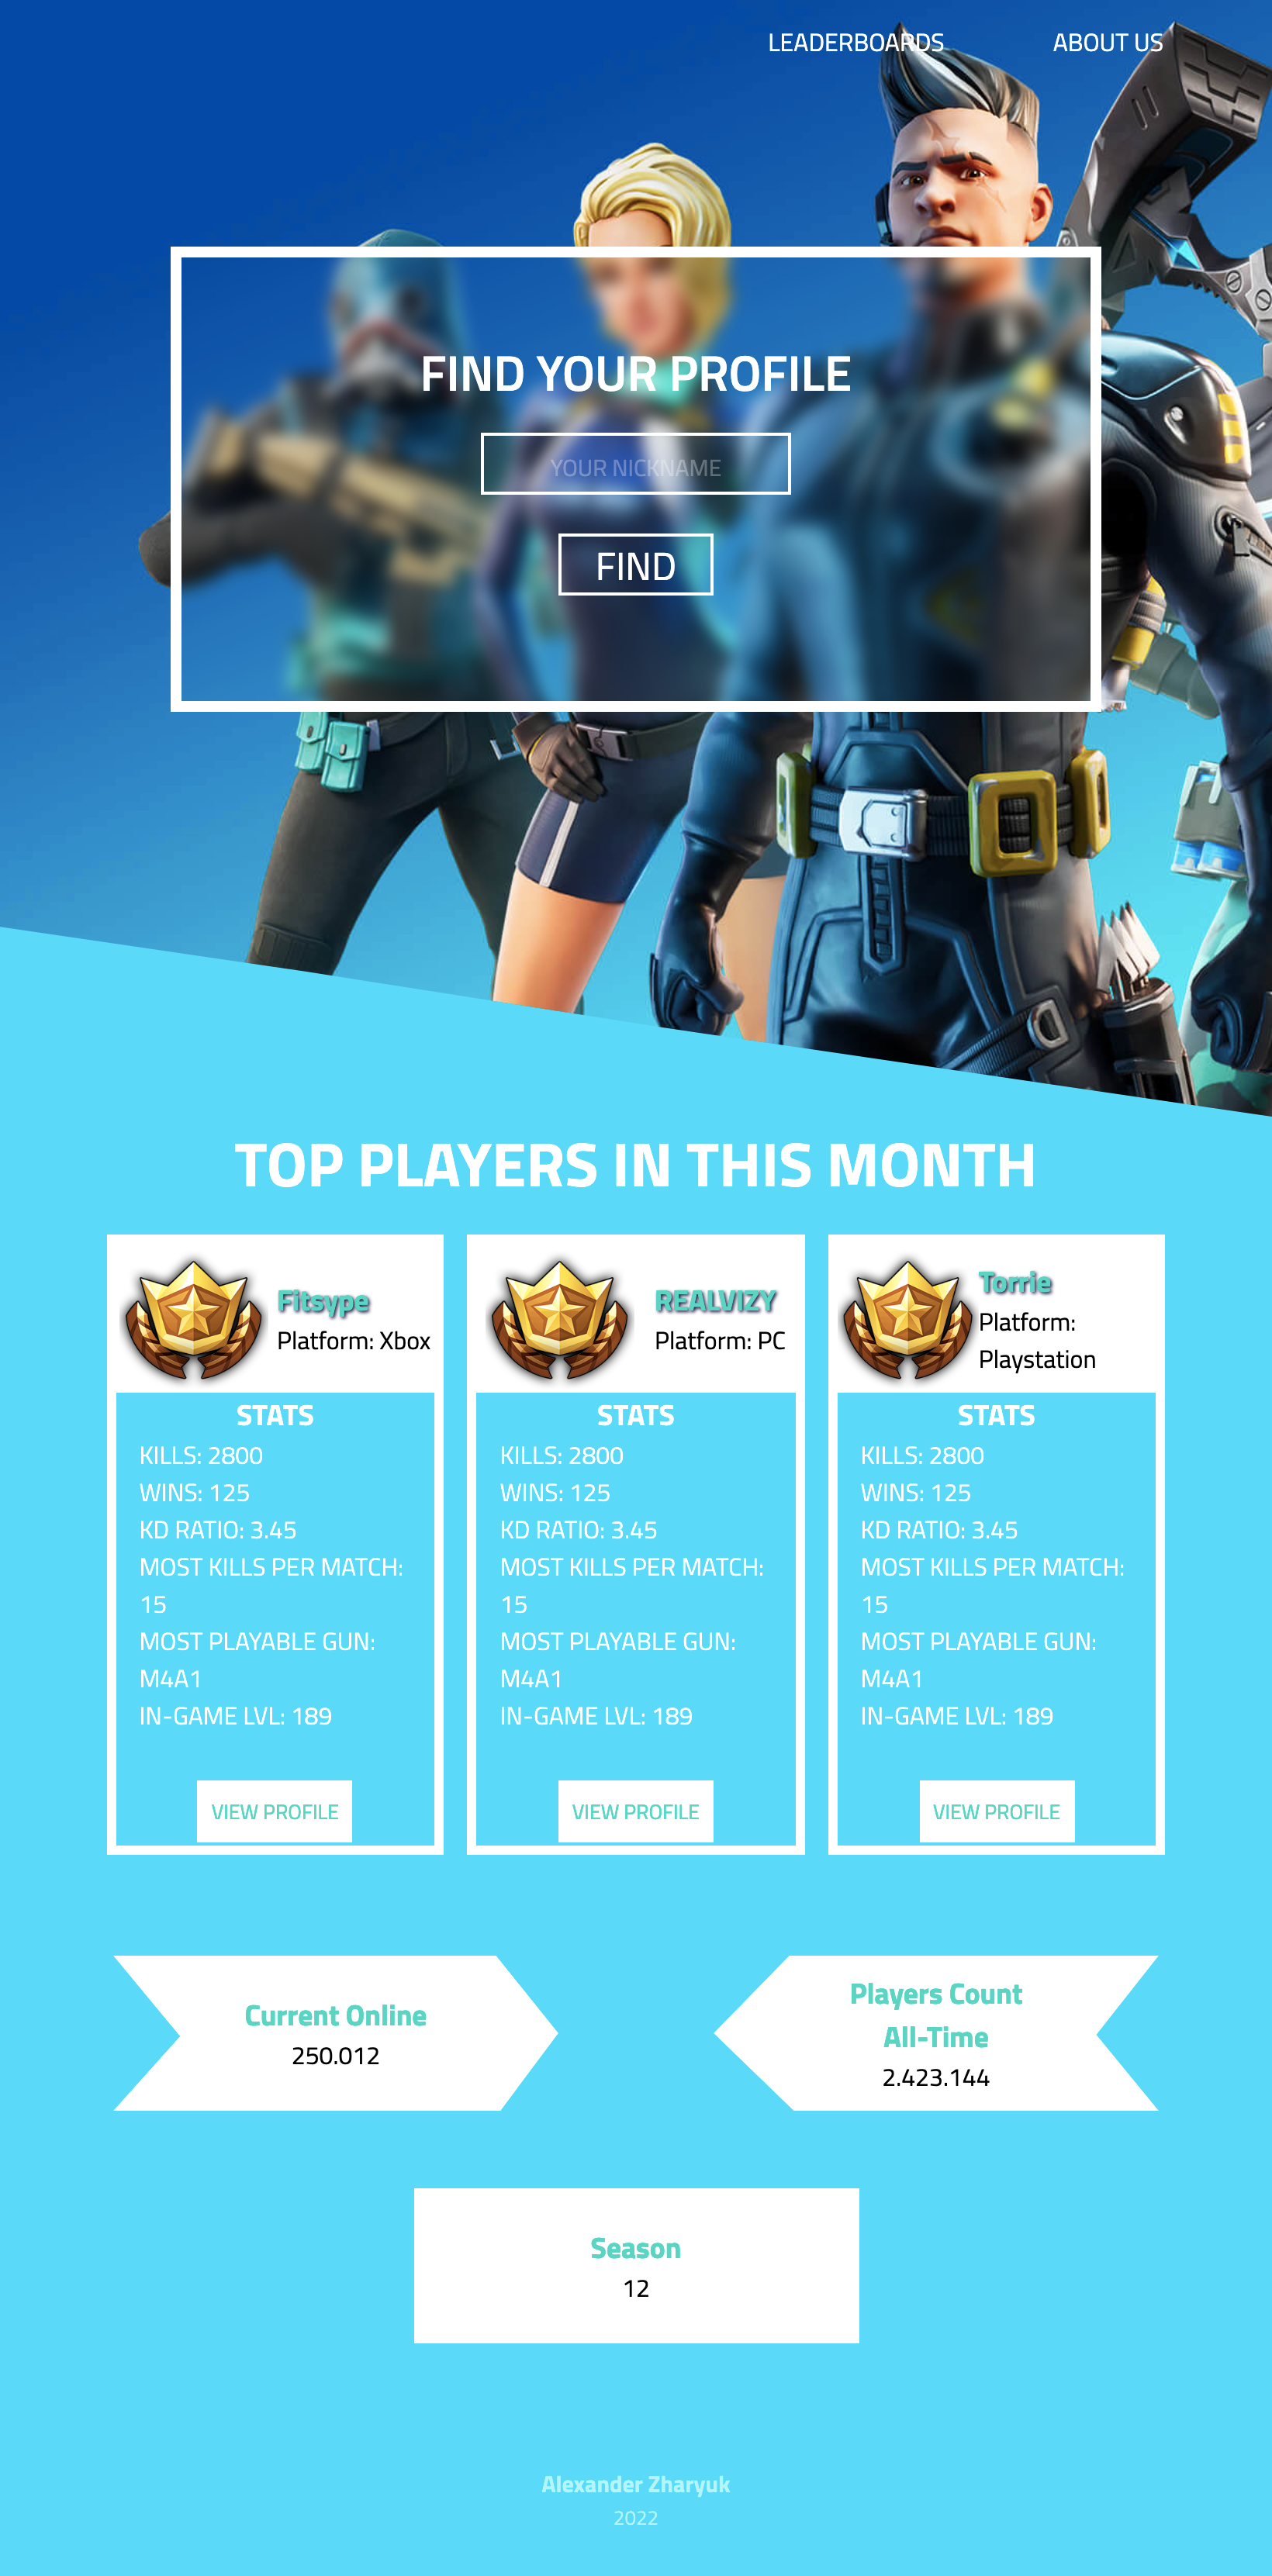 LEADERBOARDS ABOUT US
FIND YOUR PROFILE
YOUR NICKNAME
FIND
TOP PLAYERS IN THIS MONTH
Fitsype
Platform: Xbox
STATS
KILLS: 2800
WINS: 125
KD RATIO: 3.45
MOST KILLS PER MATCH:
15
MOST PLAYABLE GUN:
M4A1
IN-GAME LVL: 189
VIEW PROFILE
REALVIZY
Platform: PC
STATS
KILLS: 2800
WINS: 125
KD RATIO: 3.45
MOST KILLS PER MATCH:
15
MOST PLAYABLE GUN:
M4A1
IN-GAME LVL: 189
VIEW PROFILE
Torrie
Platform:
Playstation
STATS
KILLS: 2800
WINS: 125
KD RATIO: 3.45
MOST KILLS PER MATCH:
15
MOST PLAYABLE GUN:
M4A1
IN-GAME LVL: 189
VIEW PROFILE
Current Online
250.012
Players Count
All-Time
2.423.144
Season
12
Alexander Zharyuk
2022